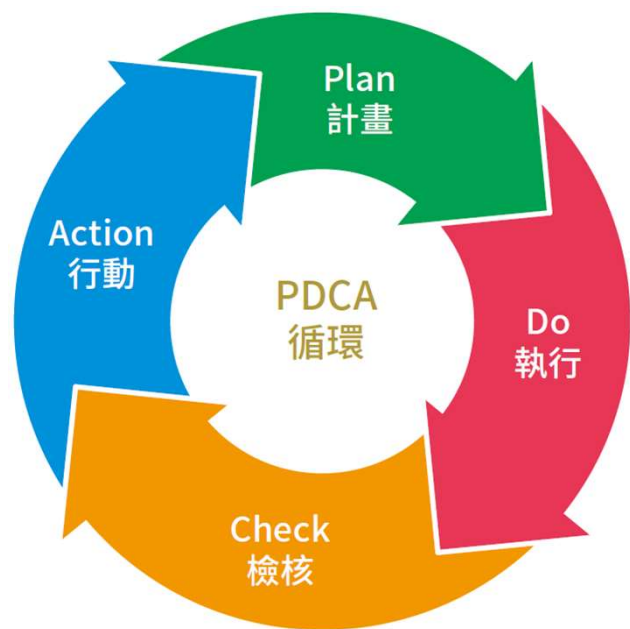 Plan
計畫
Do
執行
Check
檢核
Action
行動
PDCA
循環